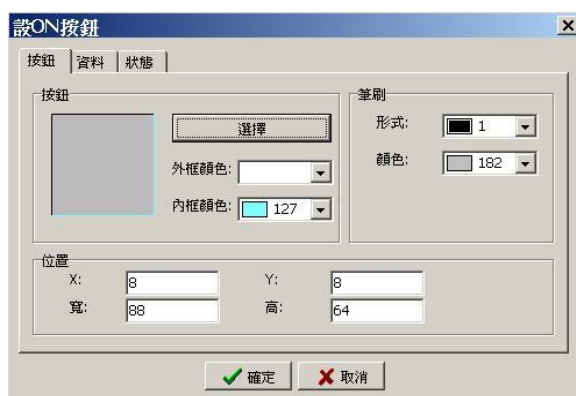 設ON按鈕
按鈕 資料 狀態
按鈕
選擇
外框顏色:
內框顏色: 127
筆刷
形式: 1
顏色: 182
位置
X: 8 Y: 8
寬: 88 高: 64
確定 取消